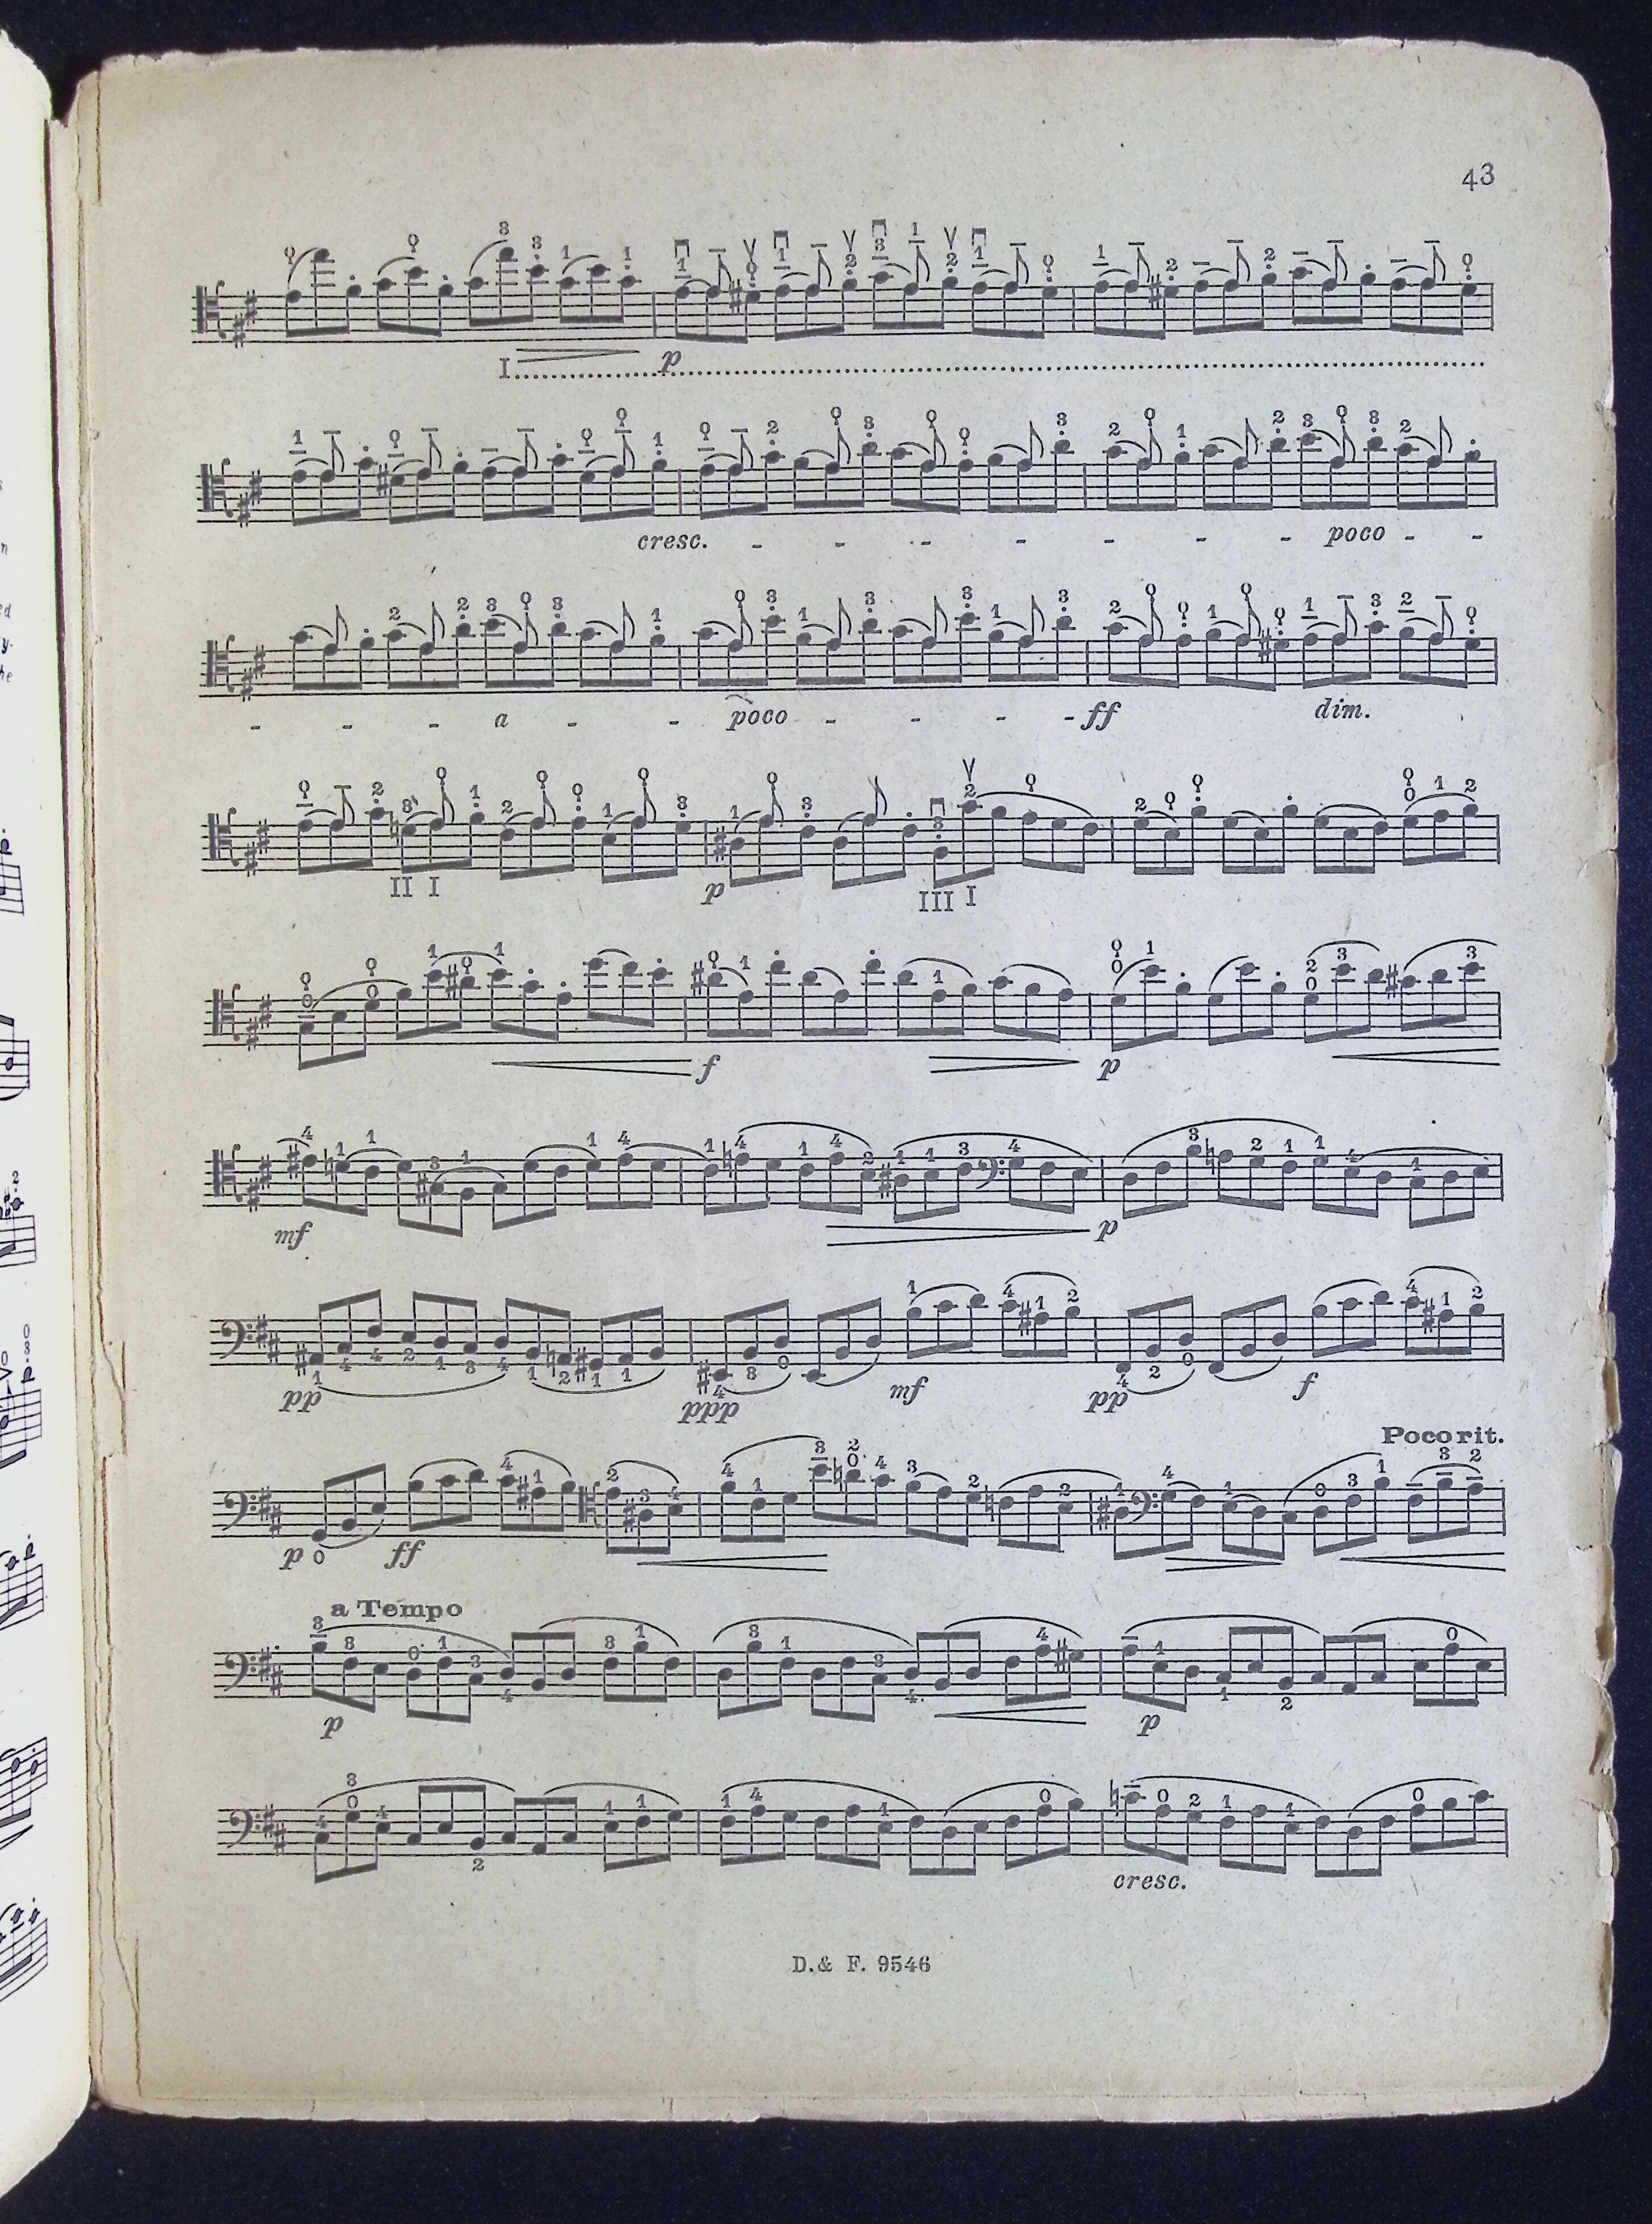 43
I
p
cresc. - - - - - - - poco - -
- - - a - - poco - - - - ff dim.
II I p III I
f p
mf p
pp ppp mf pp f
Poco rit.
p ff
a Tempo
p p
cresc.
D. & F. 9546